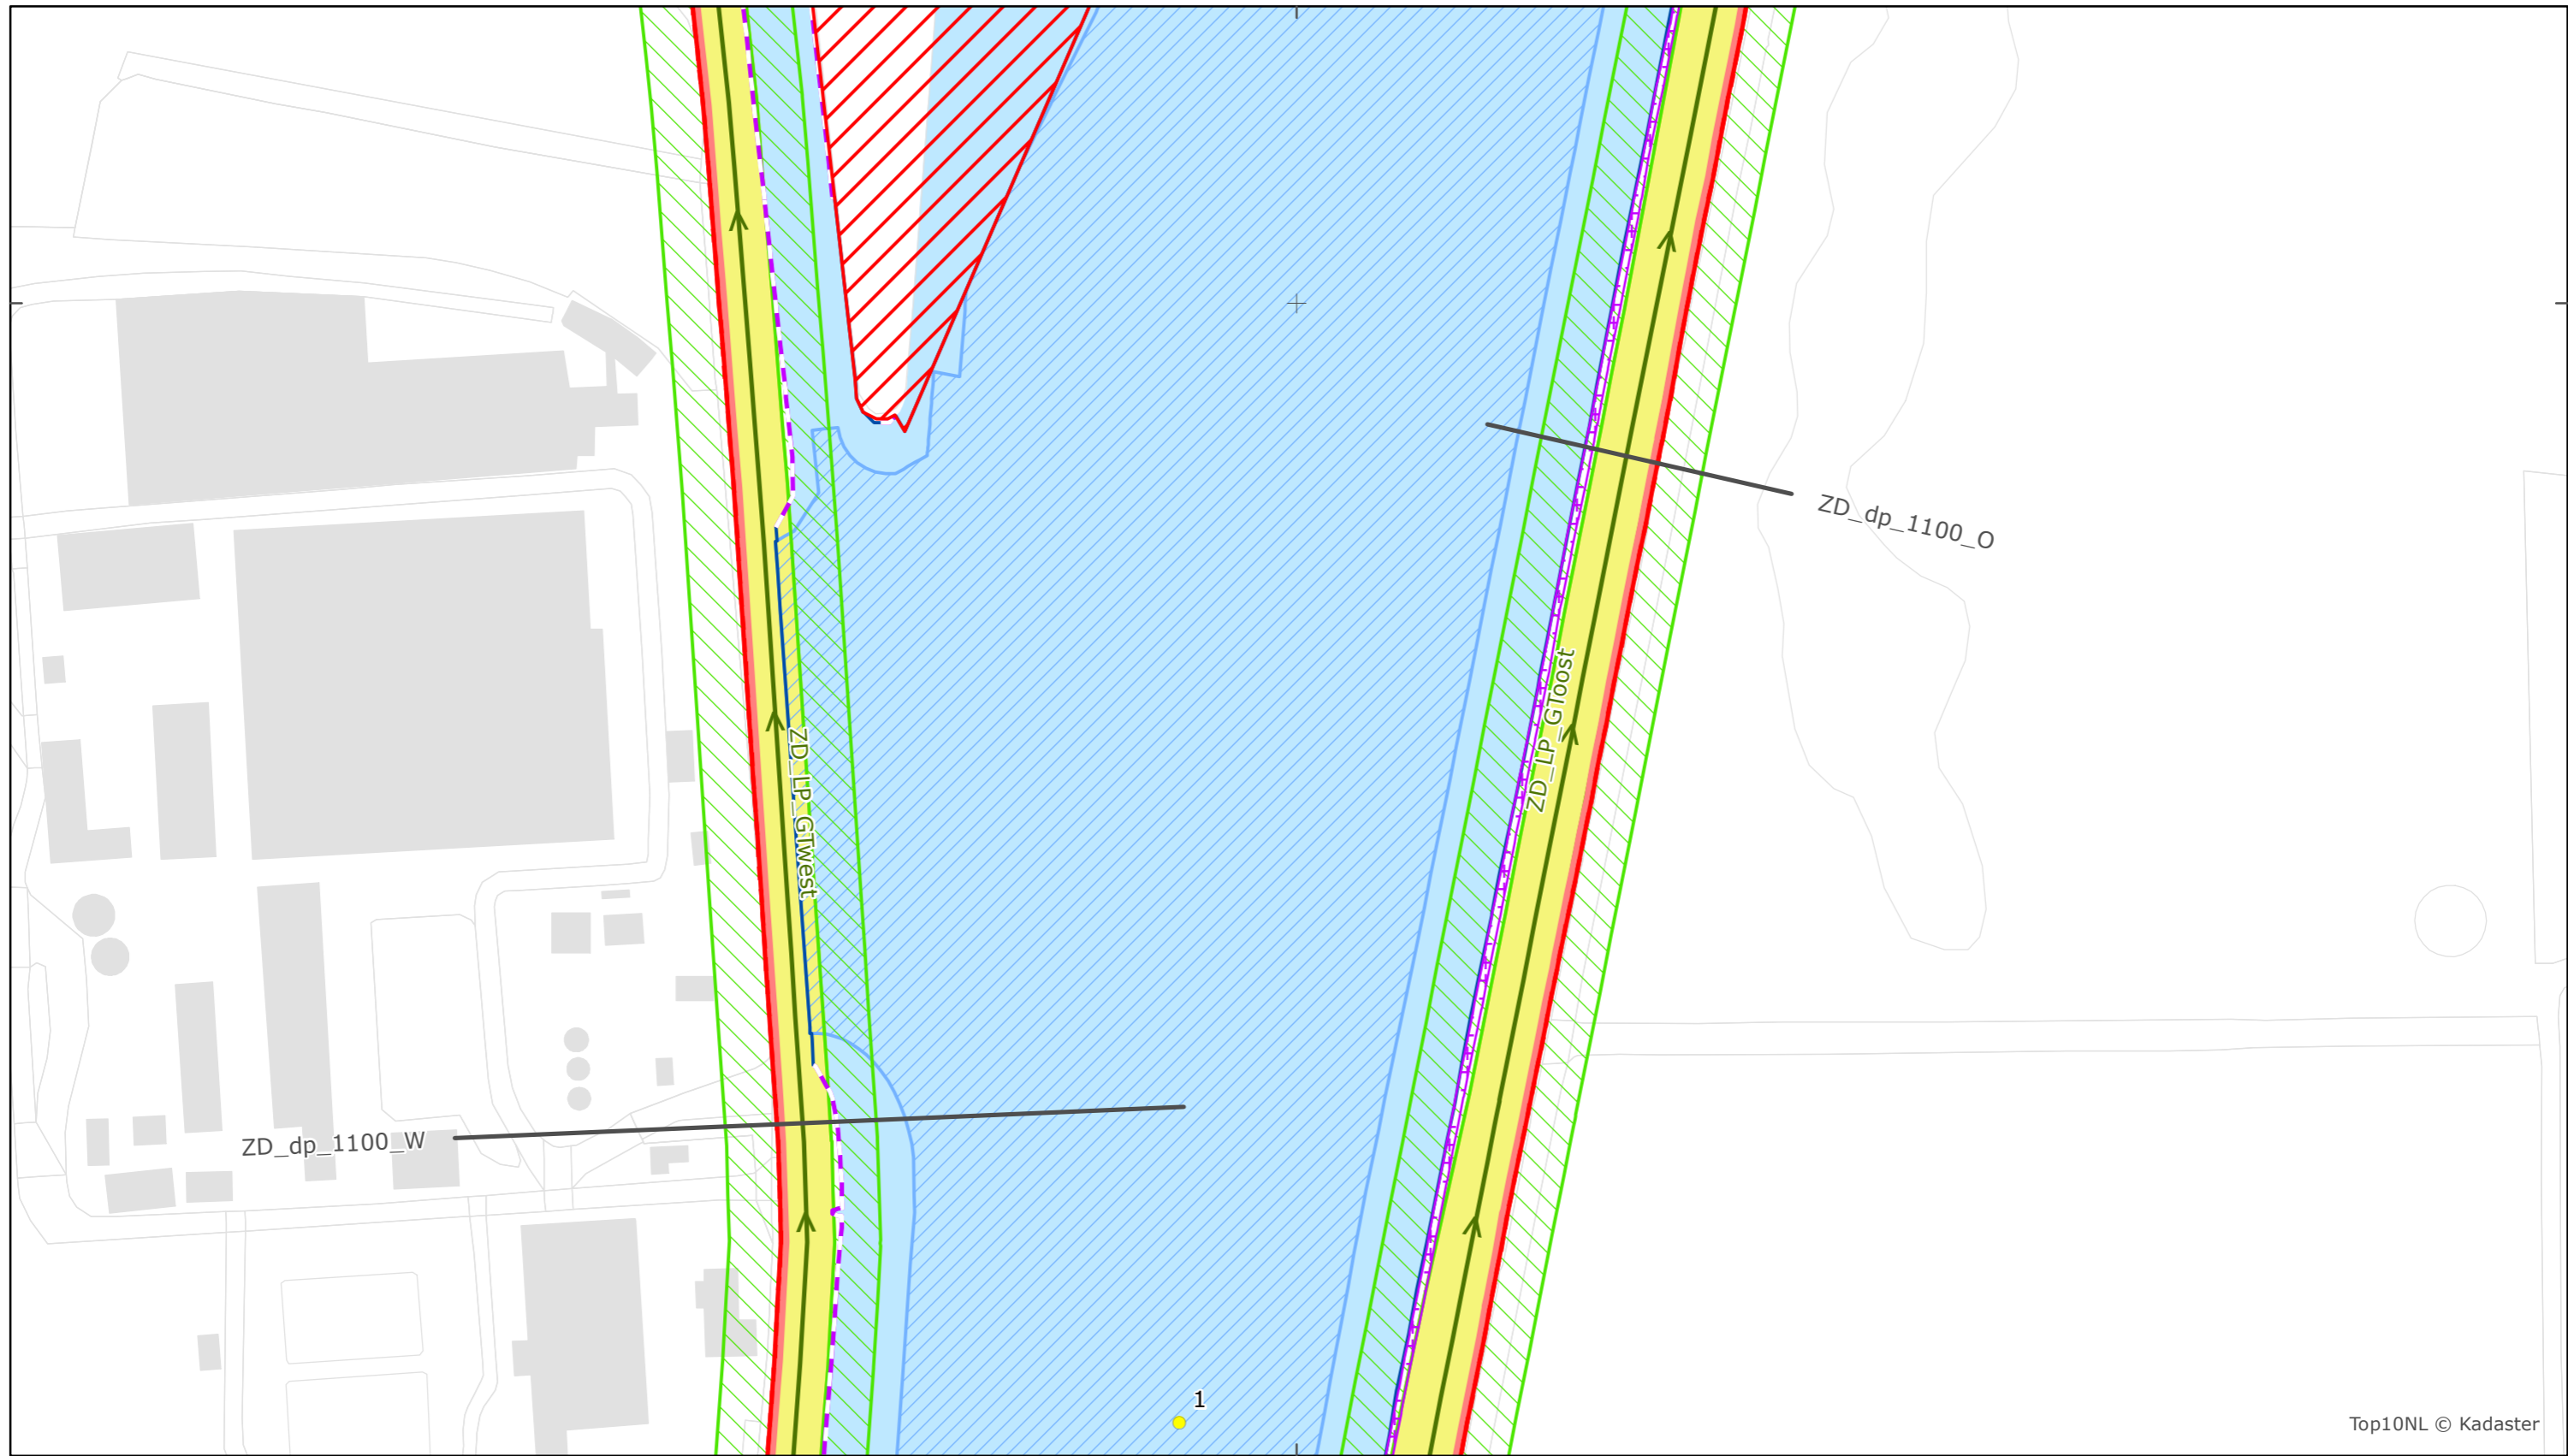 ZD_dp_1100_O
ZD_LP_GToost
ZD_LP_GTwest
ZD_dp_1100_W
1
Top10NL © Kadaster